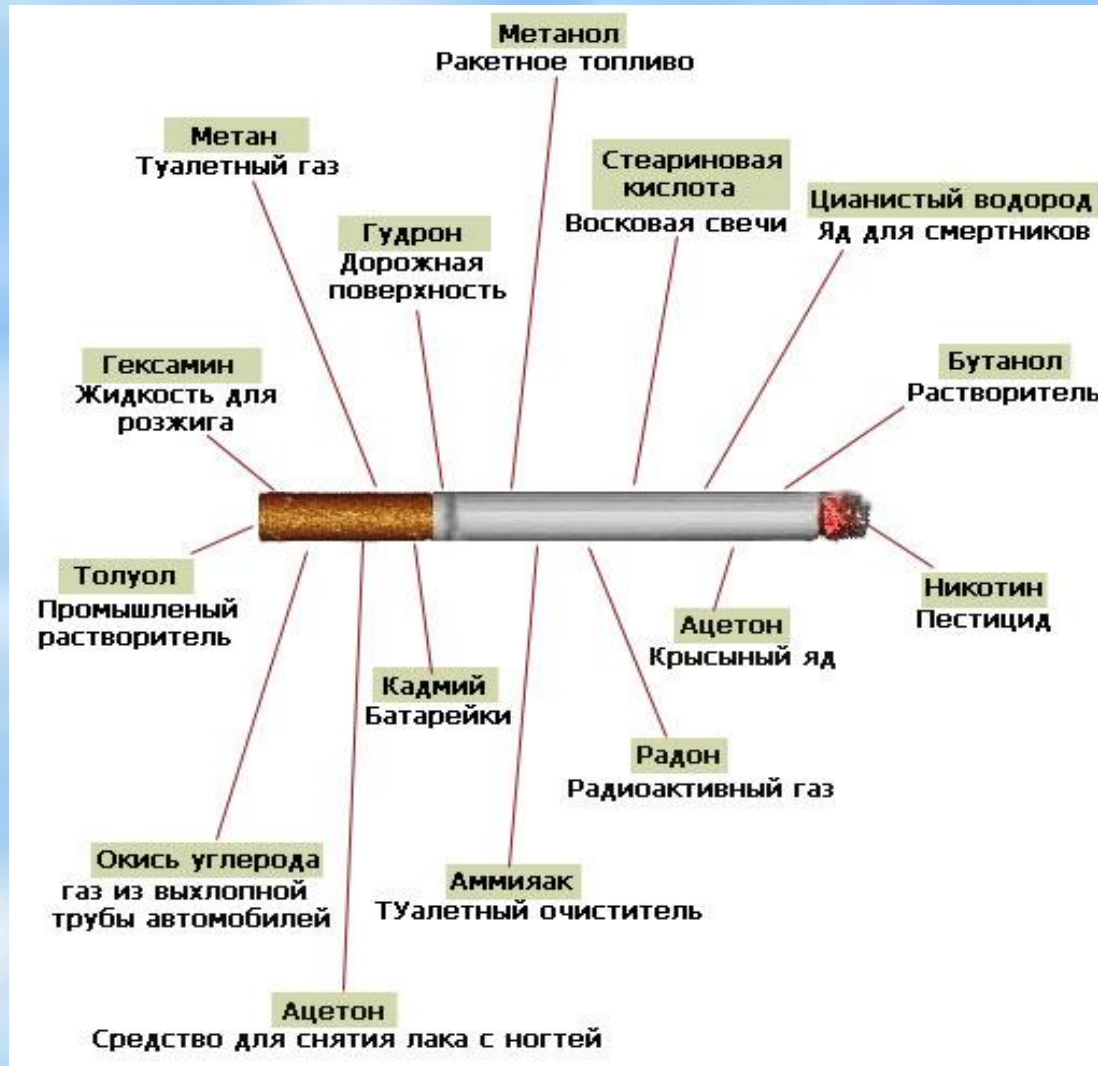 Метанол
Ракетное топливо
Метан
Туалетный газ
Стеариновая
кислота
Восковая свечи
Цианистый водород
Яд для смертников
Гудрон
Дорожная
поверхность
Гексамин
Жидкость для
розжига
Бутанол
Растворитель
Толуол
Промышленый
растворитель
Никотин
Пестицид
Ацетон
Крысыный яд
Кадмий
Батарейки
Радон
Радиоактивный газ
Окись углерода
газ из выхлопной
трубы автомобилей
Аммияак
ТУалетный очиститель
Ацетон
Средство для снятия лака с ногтей